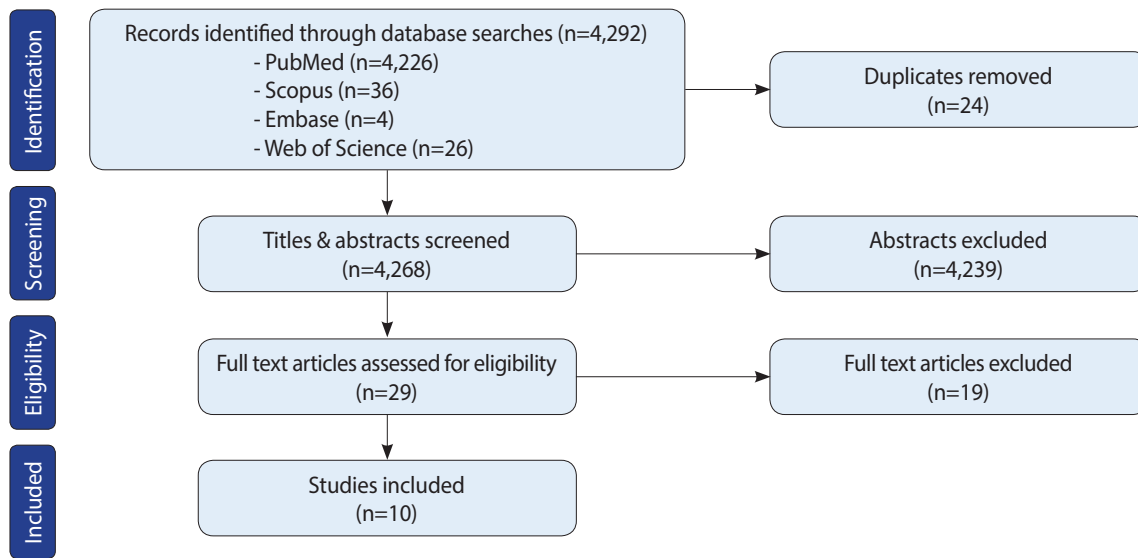 Identification
Records identified through database searches (n=4,292)
- PubMed (n=4,226)
- Scopus (n=36)
- Embase (n=4)
- Web of Science (n=26)
Duplicates removed
(n=24)
Screening
Titles & abstracts screened
(n=4,268)
Abstracts excluded
(n=4,239)
Eligibility
Full text articles assessed for eligibility
(n=29)
Full text articles excluded
(n=19)
Included
Studies included
(n=10)